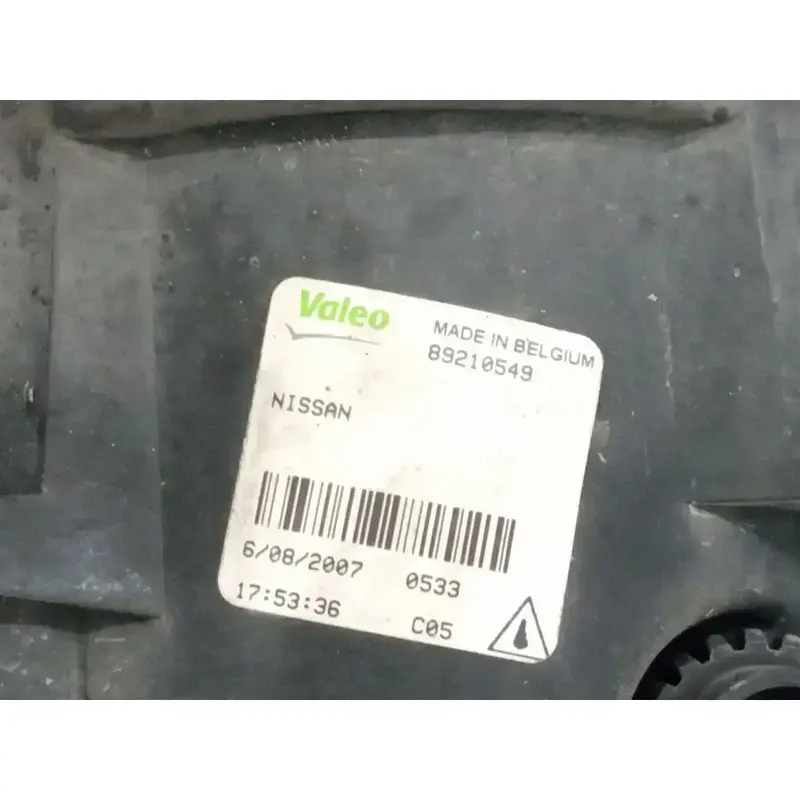 Valeo
MADE IN BELGIUM
89210549
NISSAN
6/08/2007 0533
17:53:36 C05